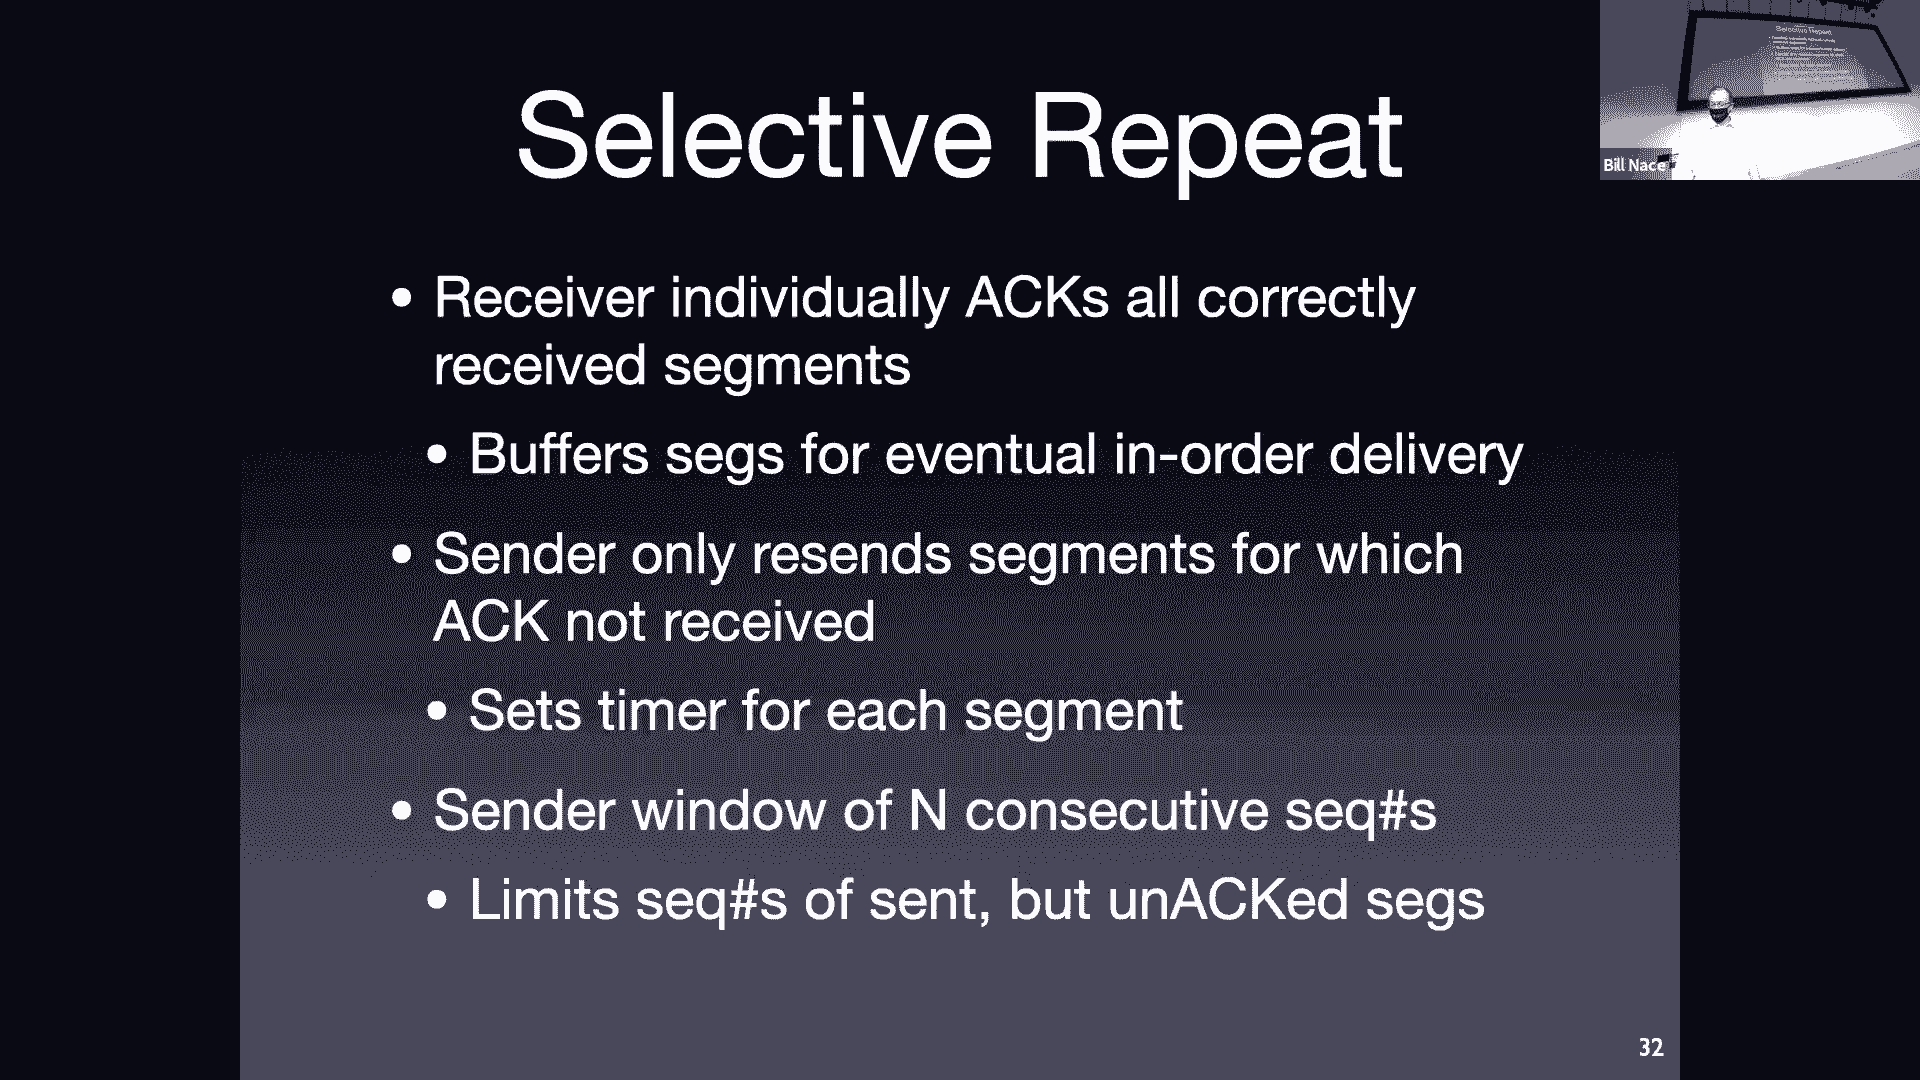 Selective Repeat
• Receiver individually ACKs all correctly
received segments
• Buffers segs for eventual in-order delivery
• Sender only resends segments for which
ACK not received
• Sets timer for each segment
• Sender window of N consecutive seq#s
• Limits seq#s of sent, but unACKed segs
32
Selective Repeat
Bill Nace